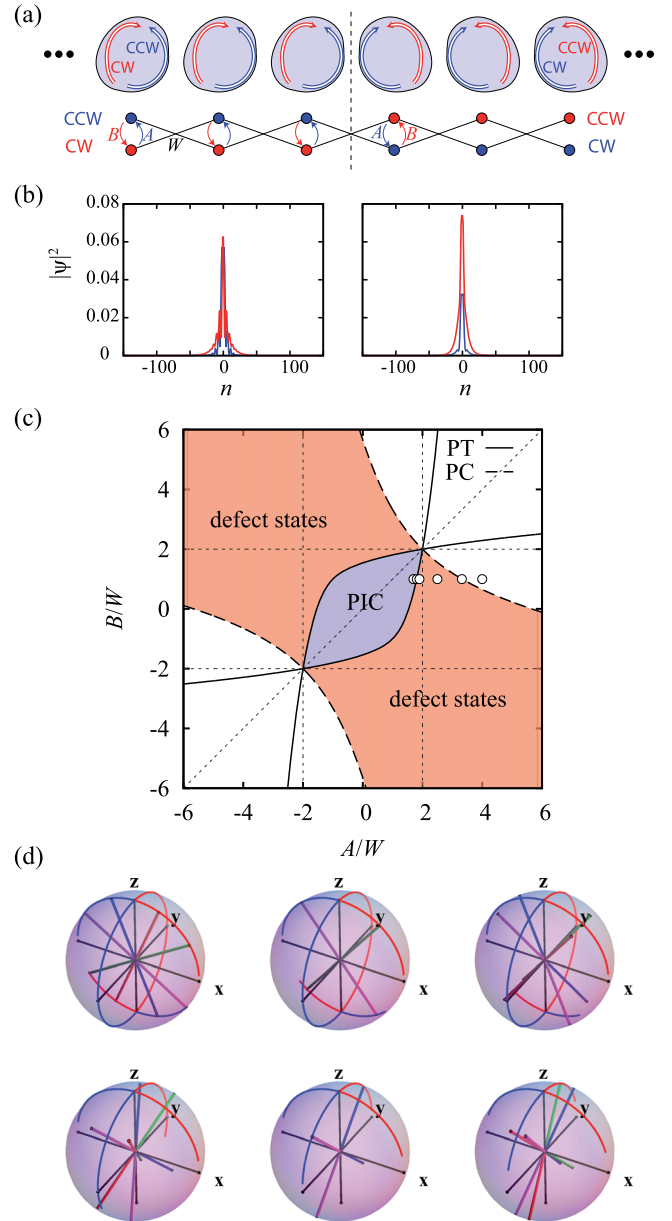 (a)
••• CCW CW CCW CW •••
CCW B A W A B CCW
CW CW
(b)
0.08
0.06
|ψ|²
0.04
0.02
0
-100 0 100 -100 0 100
n n
(c)
6
PT
PC
4
defect states
2
B/W
PIC
0
-2
defect states
-4
-6
-6 -4 -2 0 2 4 6
A/W
(d)
z z z
y y y
x x x
z z z
y y y
x x x